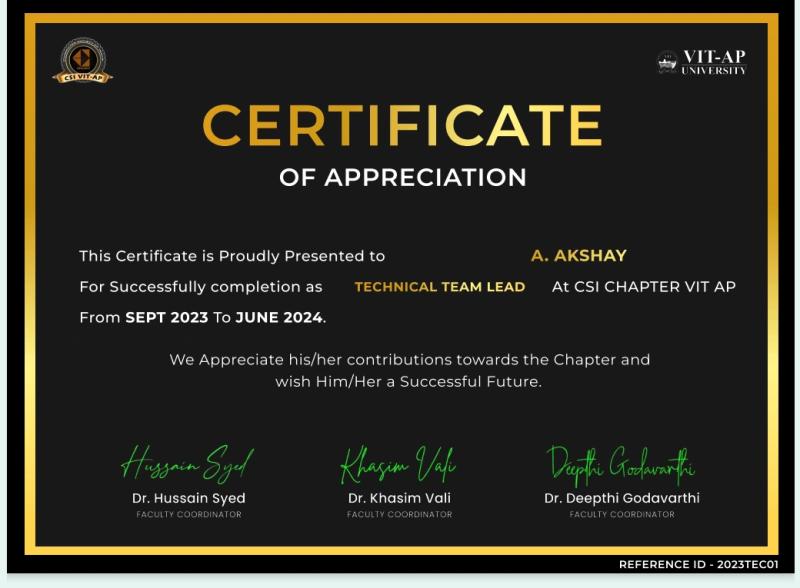 CSI VIT-AP
VIT-AP
UNIVERSITY
CERTIFICATE
OF APPRECIATION
This Certificate is Proudly Presented to A. AKSHAY
For Successfully completion as TECHNICAL TEAM LEAD At CSI CHAPTER VIT AP
From SEPT 2023 To JUNE 2024.
We Appreciate his/her contributions towards the Chapter and
wish Him/Her a Successful Future.
Hussain Syed Khasim Vali Deepthi Godavarthi
Dr. Hussain Syed Dr. Khasim Vali Dr. Deepthi Godavarthi
FACULTY COORDINATOR FACULTY COORDINATOR FACULTY COORDINATOR
REFERENCE ID - 2023TEC01